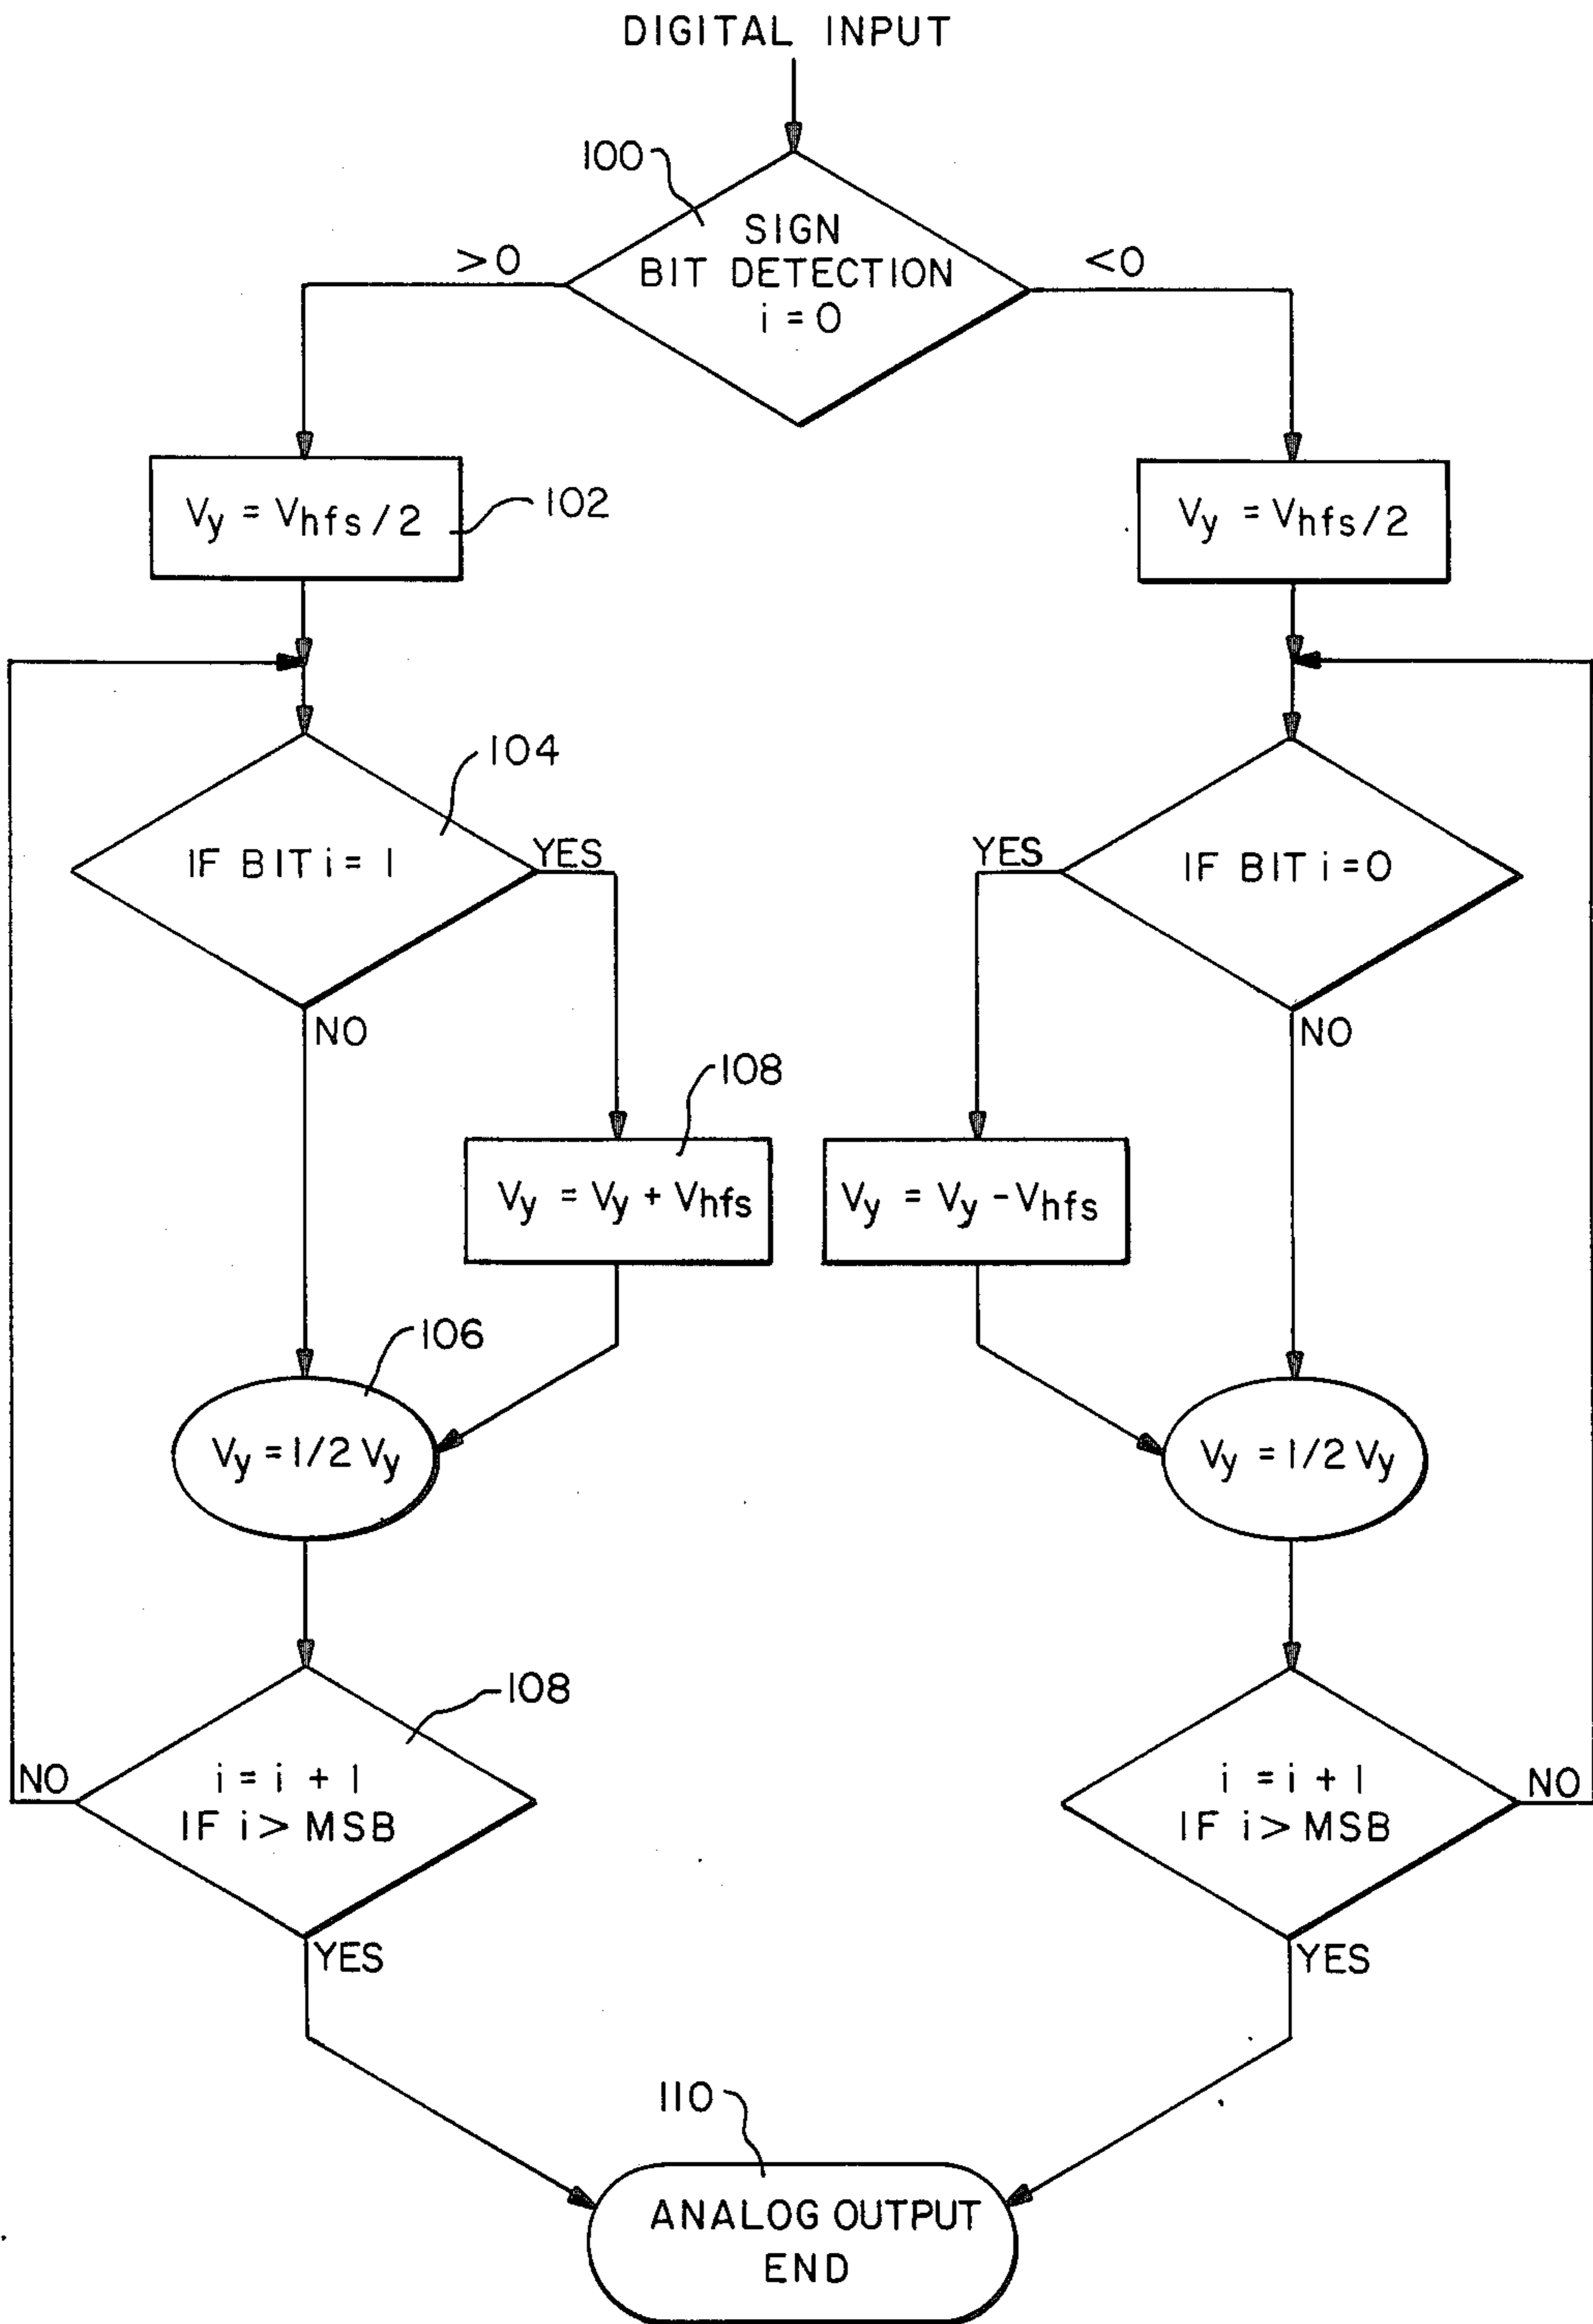 DIGITAL INPUT
100
SIGN
BIT DETECTION
i = 0
>0
<0
Vy = Vhfs/2
102
Vy = Vhfs/2
104
IF BIT i = 1
YES
NO
YES
IF BIT i = 0
NO
108
Vy = Vy + Vhfs
Vy = Vy - Vhfs
106
Vy = 1/2 Vy
Vy = 1/2 Vy
108
NO
i = i + 1
IF i > MSB
YES
i = i + 1
IF i > MSB
NO
YES
110
ANALOG OUTPUT
END